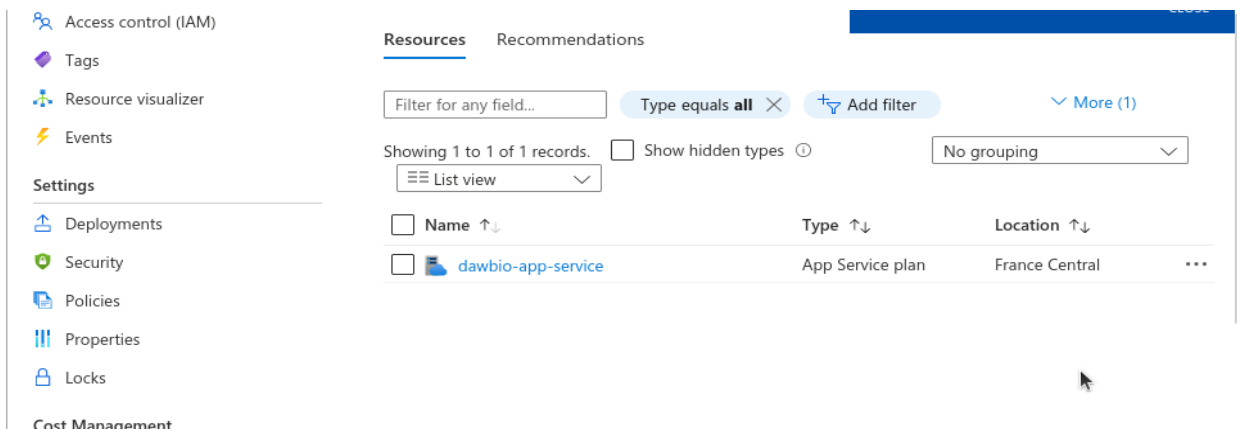 CLOSE
Access control (IAM)
Tags
Resource visualizer
Events
Settings
Deployments
Security
Policies
Properties
Locks
Cost Management
Resources Recommendations
Filter for any field... Type equals all Add filter More (1)
Showing 1 to 1 of 1 records. Show hidden types No grouping
List view
Name Type Location
dawbio-app-service App Service plan France Central